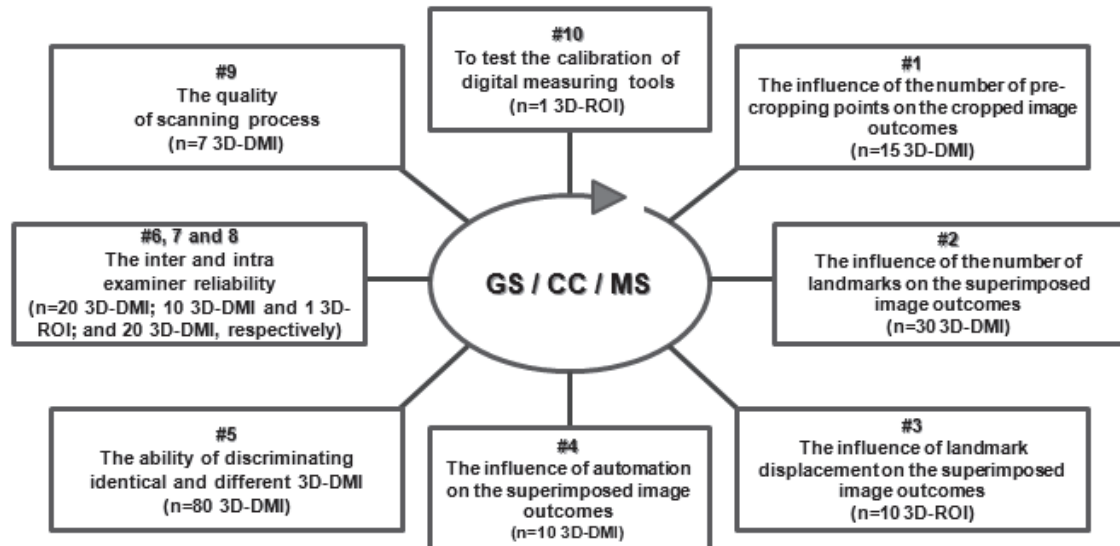 #10
To test the calibration of
digital measuring tools
(n=1 3D-ROI)
#1
The influence of the number of pre-
cropping points on the cropped image
outcomes
(n=15 3D-DMI)
#2
The influence of the number of
landmarks on the superimposed
image outcomes
(n=30 3D-DMI)
#3
The influence of landmark
displacement on the superimposed
image outcomes
(n=10 3D-ROI)
#4
The influence of automation
on the superimposed image
outcomes
(n=10 3D-DMI)
#5
The ability of discriminating
identical and different 3D-DMI
(n=80 3D-DMI)
#6, 7 and 8
The inter and intra
examiner reliability
(n=20 3D-DMI; 10 3D-DMI and 1 3D-
ROI; and 20 3D-DMI, respectively)
#9
The quality
of scanning process
(n=7 3D-DMI)
GS / CC / MS